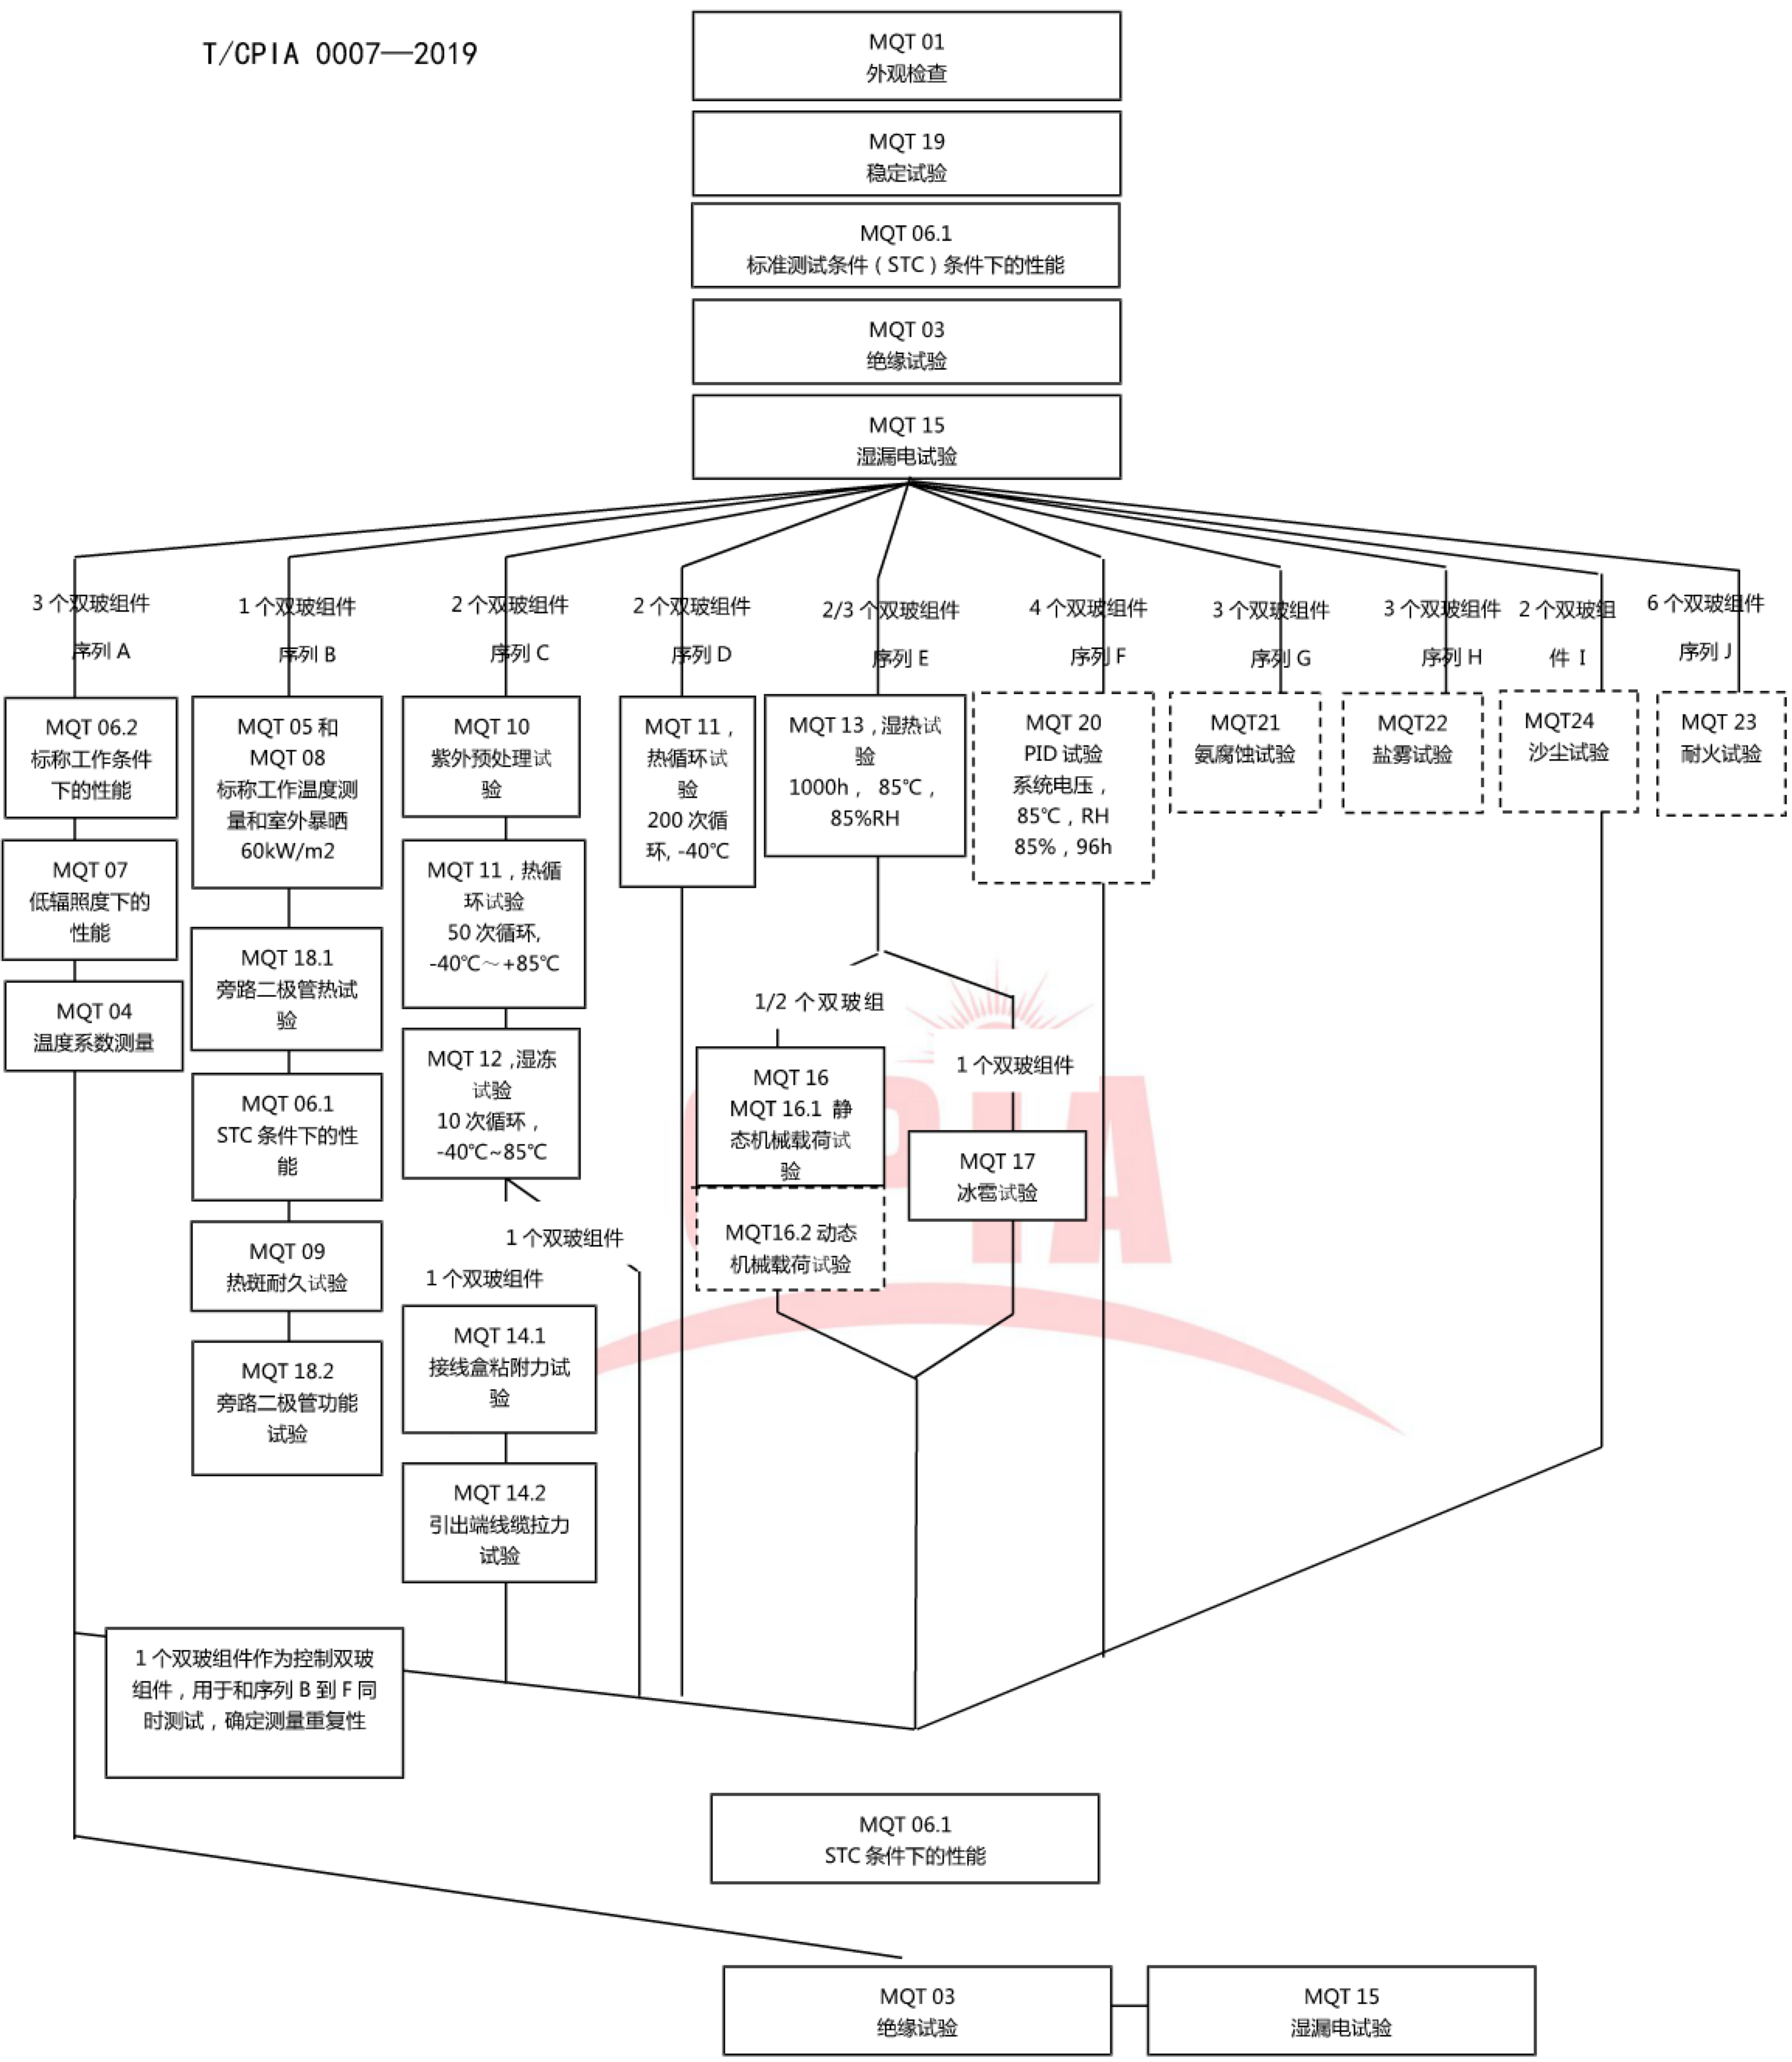 T/CPIA 0007—2019
MQT 01
外观检查
MQT 19
稳定试验
MQT 06.1
标准测试条件（STC）条件下的性能
MQT 03
绝缘试验
MQT 15
湿漏电试验
3 个双玻组件
序列 A
1 个双玻组件
序列 B
2 个双玻组件
序列 C
2 个双玻组件
序列 D
2/3 个双玻组件
序列 E
4 个双玻组件
序列 F
3 个双玻组件
序列 G
3 个双玻组件
序列 H
2 个双玻组
件 I
6 个双玻组件
序列 J
MQT 06.2
标称工作条件
下的性能
MQT 07
低辐照度下的
性能
MQT 04
温度系数测量
MQT 05 和
MQT 08
标称工作温度测
量和室外暴晒
60kW/m2
MQT 18.1
旁路二极管热试
验
MQT 06.1
STC 条件下的性
能
MQT 09
热斑耐久试验
MQT 18.2
旁路二极管功能
试验
MQT 10
紫外预处理试
验
MQT 11，热循
环试验
50 次循环,
-40℃～+85℃
MQT 12 ,湿冻
试验
10 次循环，
-40℃~85℃
1 个双玻组件
1 个双玻组件
MQT 14.1
接线盒粘附力试
验
MQT 14.2
引出端线缆拉力
试验
MQT 11，
热循环试
验
200 次循
环, -40℃
MQT 13，湿热试
验
1000h， 85℃，
85%RH
1/2 个双玻组
MQT 16
MQT 16.1 静
态机械载荷试
验
MQT16.2 动态
机械载荷试验
1 个双玻组件
MQT 17
冰雹试验
MQT 20
PID 试验
系统电压，
85℃，RH
85%，96h
MQT21
氨腐蚀试验
MQT22
盐雾试验
MQT24
沙尘试验
MQT 23
耐火试验
CPIA
1 个双玻组件作为控制双玻
组件，用于和序列 B 到 F 同
时测试，确定测量重复性
MQT 06.1
STC 条件下的性能
MQT 03
绝缘试验
MQT 15
湿漏电试验